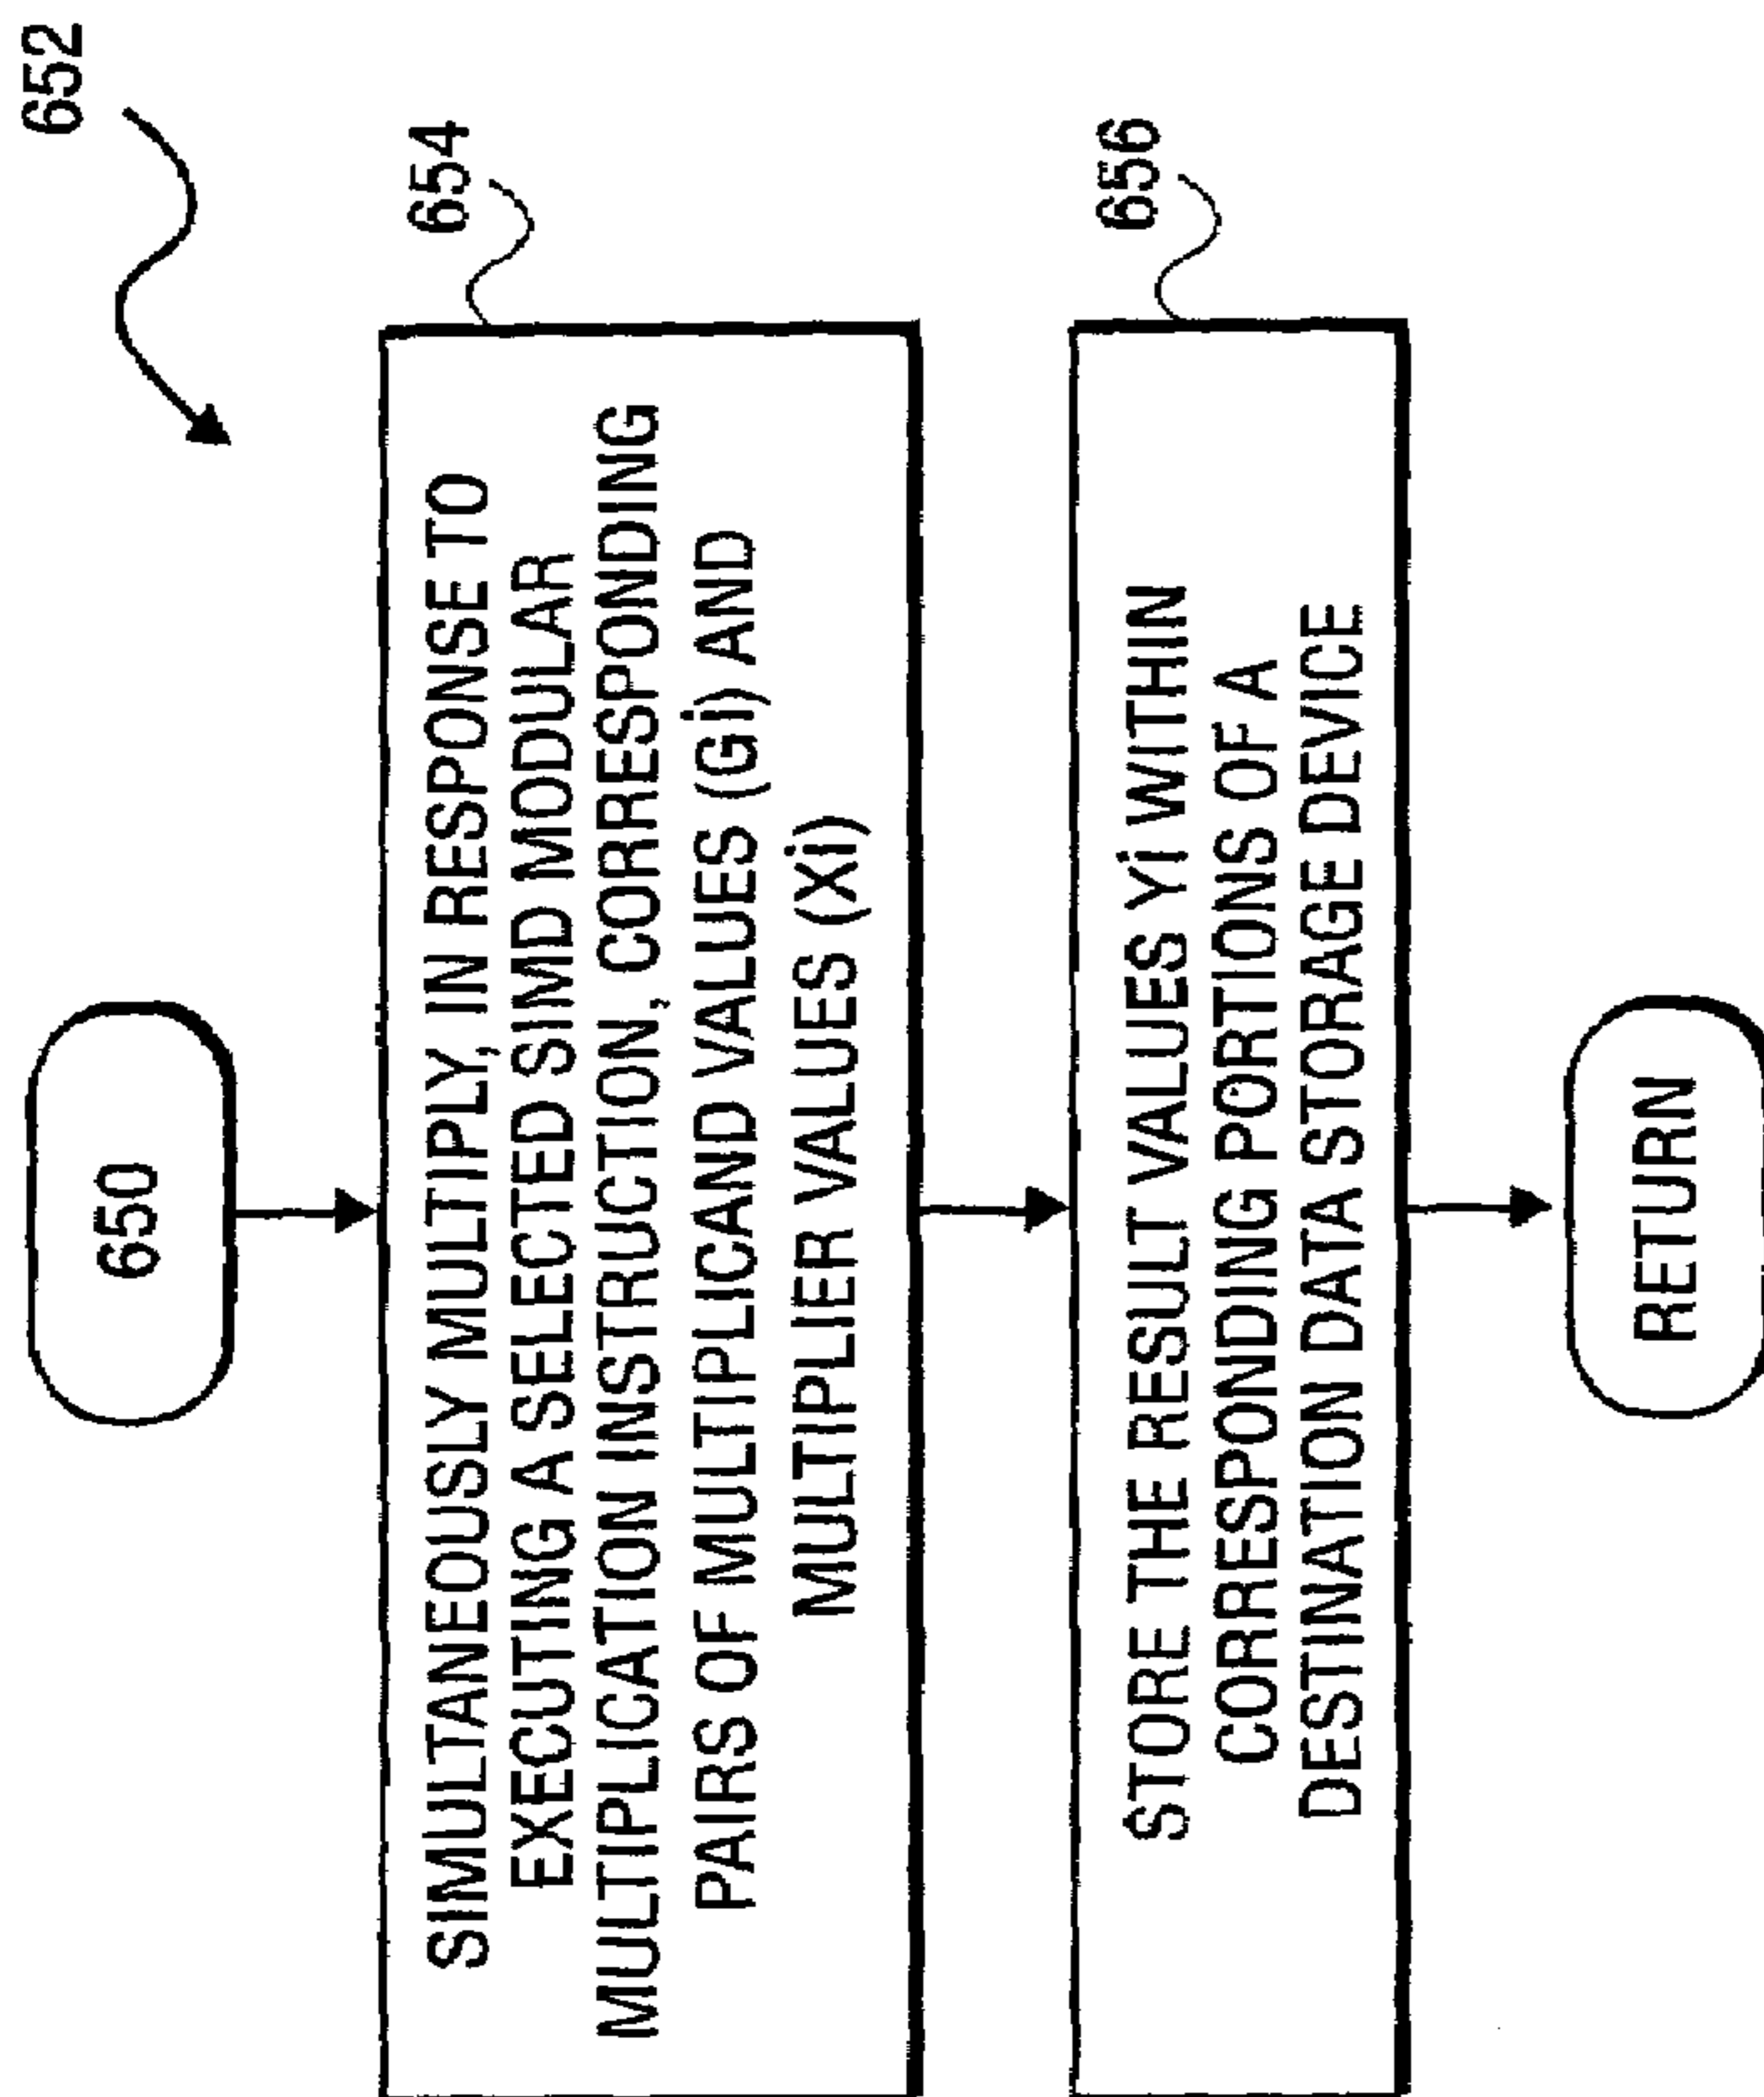 652
650
654
SIMULTANEOUSLY MULTIPLY, IN RESPONSE TO
EXECUTING A SELECTED SIMD MODULAR
MULTIPLICATION INSTRUCTION, CORRESPONDING
PAIRS OF MULTIPLICAND VALUES (Gi) AND
MULTIPLIER VALUES (Xi)
656
STORE THE RESULT VALUES Yi WITHIN
CORRESPONDING PORTIONS OF A
DESTINATION DATA STORAGE DEVICE
RETURN